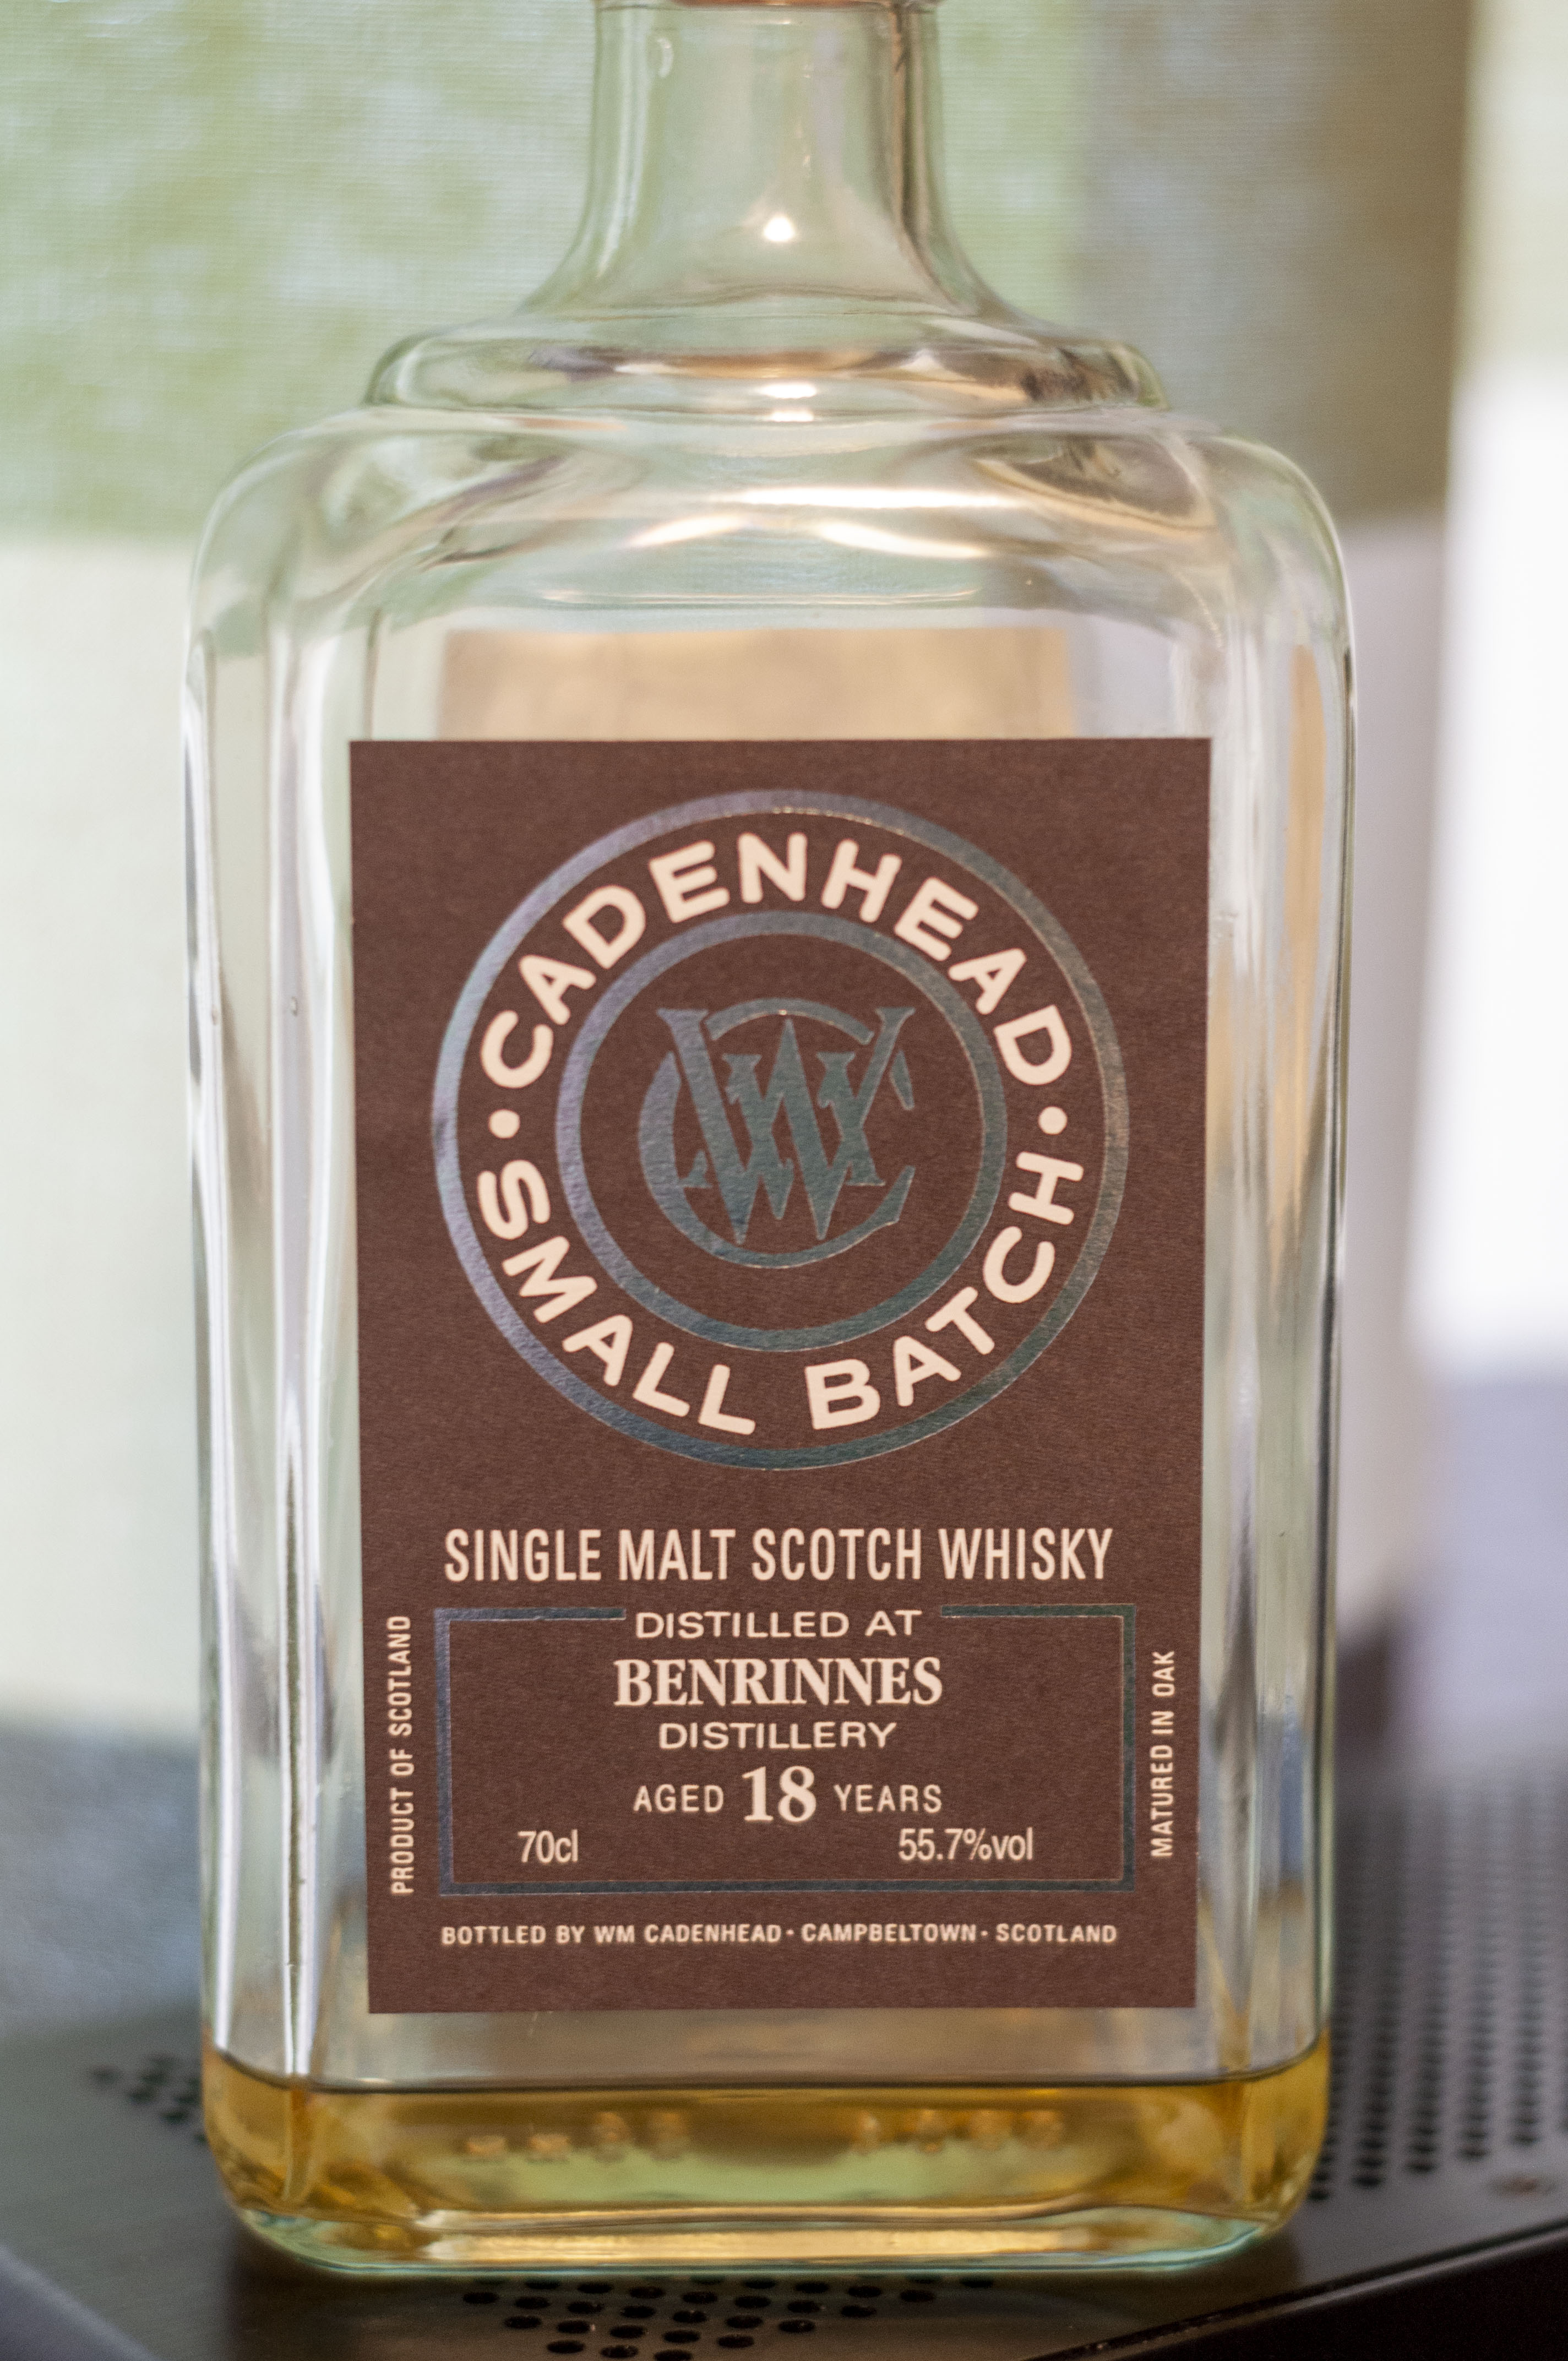 ·CADENHEAD·
SMALL BATCH
WC
SINGLE MALT SCOTCH WHISKY
DISTILLED AT
BENRINNES
DISTILLERY
AGED 18 YEARS
70cl 55.7%vol
PRODUCT OF SCOTLAND
MATURED IN OAK
BOTTLED BY WM CADENHEAD · CAMPBELTOWN · SCOTLAND